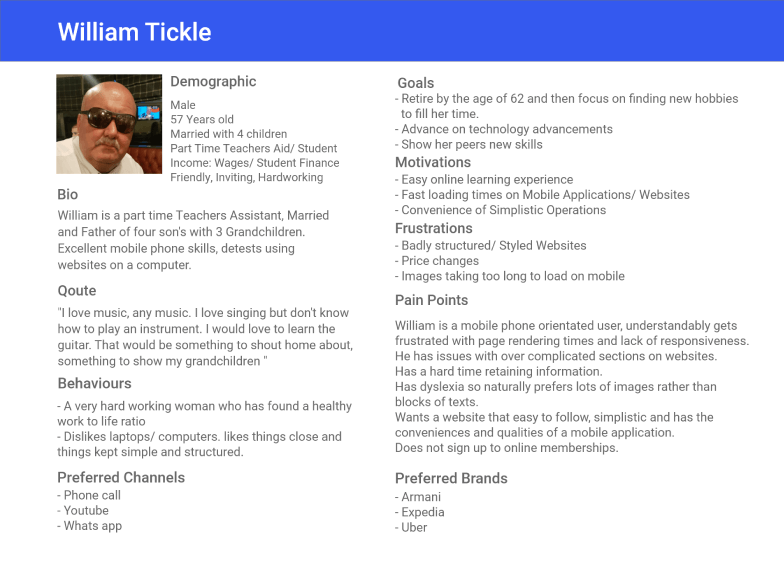 William Tickle
Demographic
Male
57 Years old
Married with 4 children
Part Time Teachers Aid/ Student
Income: Wages/ Student Finance
Friendly, Inviting, Hardworking
Bio
William is a part time Teachers Assistant, Married
and Father of four son's with 3 Grandchildren.
Excellent mobile phone skills, detests using
websites on a computer.
Qoute
"I love music, any music. I love singing but don't know
how to play an instrument. I would love to learn the
guitar. That would be something to shout home about,
something to show my grandchildren "
Behaviours
- A very hard working woman who has found a healthy
work to life ratio
- Dislikes laptops/ computers. likes things close and
things kept simple and structured.
Preferred Channels
- Phone call
- Youtube
- Whats app
Goals
- Retire by the age of 62 and then focus on finding new hobbies
to fill her time.
- Advance on technology advancements
- Show her peers new skills
Motivations
- Easy online learning experience
- Fast loading times on Mobile Applications/ Websites
- Convenience of Simplistic Operations
Frustrations
- Badly structured/ Styled Websites
- Price changes
- Images taking too long to load on mobile
Pain Points
William is a mobile phone orientated user, understandably gets
frustrated with page rendering times and lack of responsiveness.
He has issues with over complicated sections on websites.
Has a hard time retaining information.
Has dyslexia so naturally prefers lots of images rather than
blocks of texts.
Wants a website that easy to follow, simplistic and has the
conveniences and qualities of a mobile application.
Does not sign up to online memberships.
Preferred Brands
- Armani
- Expedia
- Uber